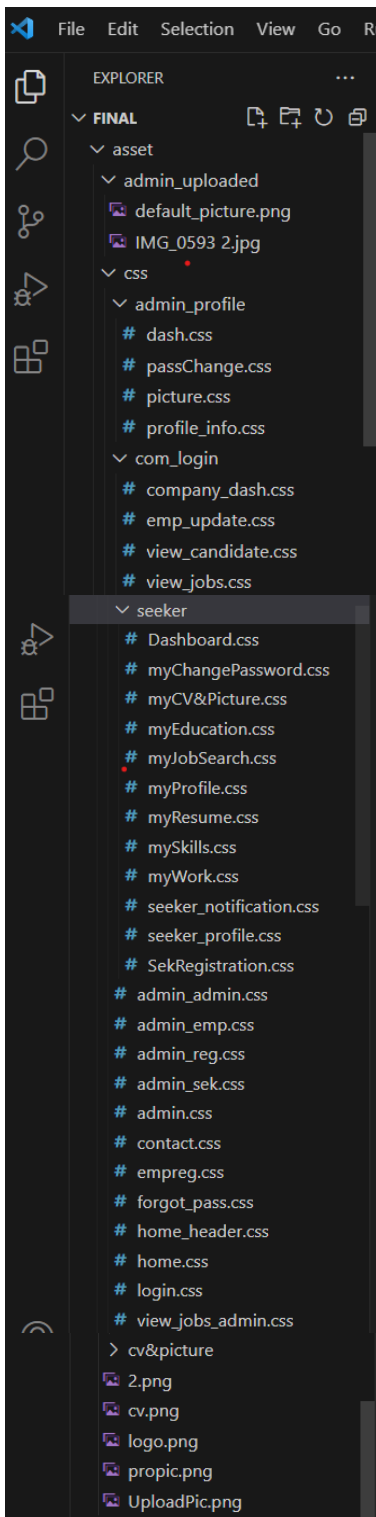 File Edit Selection View Go
EXPLORER ...
FINAL
asset
admin_uploaded
default_picture.png
IMG_0593 2.jpg
css
admin_profile
# dash.css
# passChange.css
# picture.css
# profile_info.css
com_login
# company_dash.css
# emp_update.css
# view_candidate.css
# view_jobs.css
seeker
# Dashboard.css
# myChangePassword.css
# myCV&Picture.css
# myEducation.css
# myJobSearch.css
# myProfile.css
# myResume.css
# mySkills.css
# myWork.css
# seeker_notification.css
# seeker_profile.css
# SekRegistration.css
# admin_admin.css
# admin_emp.css
# admin_reg.css
# admin_sek.css
# admin.css
# contact.css
# empreg.css
# forgot_pass.css
# home_header.css
# home.css
# login.css
# view_jobs_admin.css
cv&picture
2.png
cv.png
logo.png
propic.png
UploadPic.png